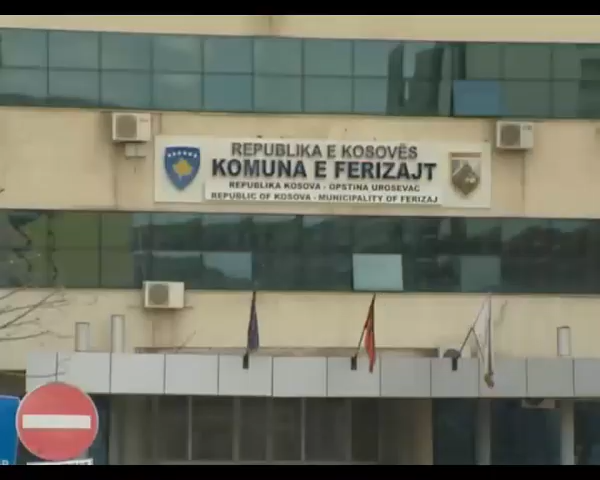 REPUBLIKA E KOSOVËS
KOMUNA E FERIZAJT
REPUBLIKA KOSOVA - OPSTINA UROSEVAC
REPUBLIC OF KOSOVA - MUNICIPALITY OF FERIZAJ